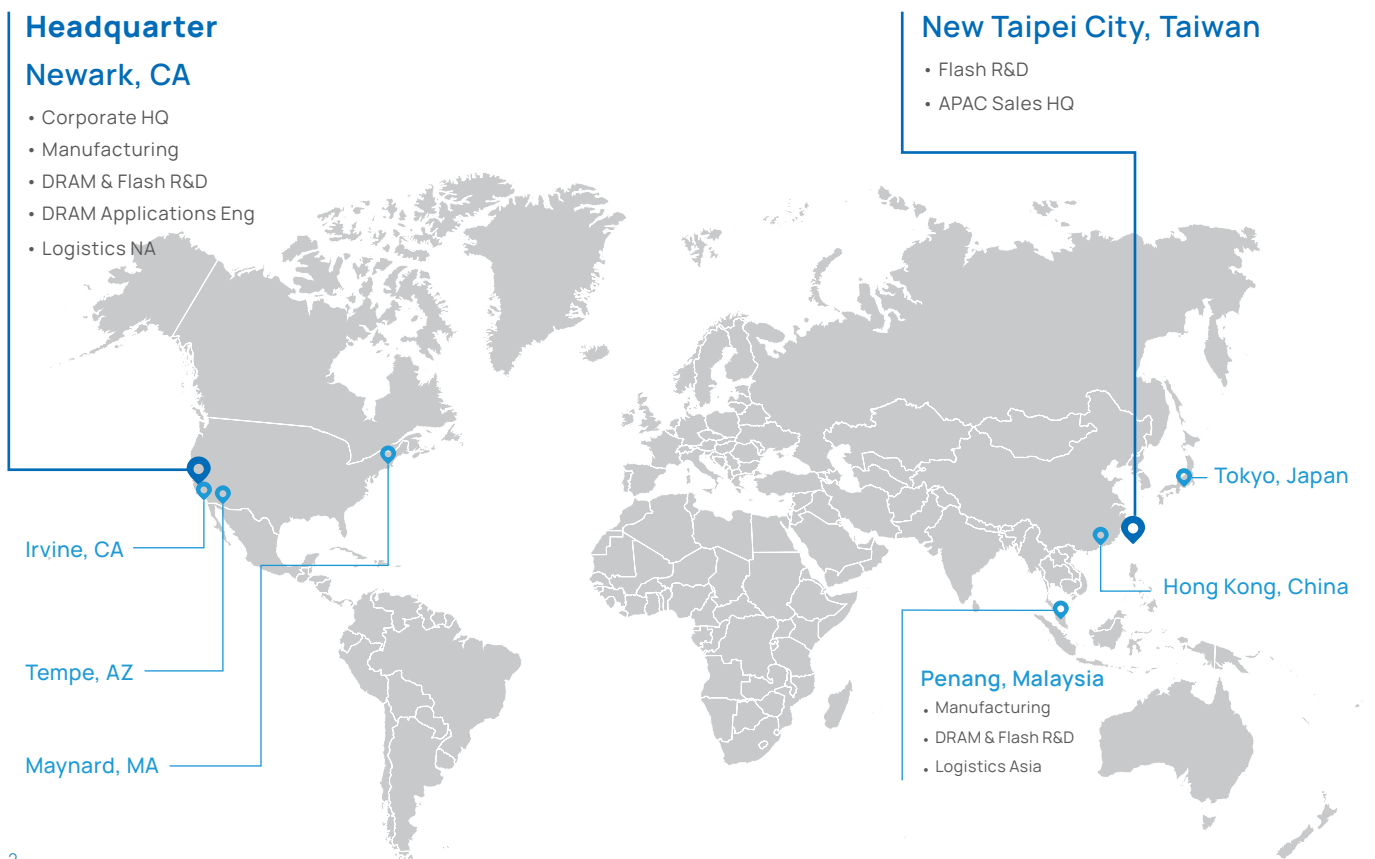 Headquarter
Newark, CA
• Corporate HQ
• Manufacturing
• DRAM & Flash R&D
• DRAM Applications Eng
• Logistics NA
New Taipei City, Taiwan
• Flash R&D
• APAC Sales HQ
Tokyo, Japan
Irvine, CA
Hong Kong, China
Tempe, AZ
Penang, Malaysia
• Manufacturing
• DRAM & Flash R&D
• Logistics Asia
Maynard, MA